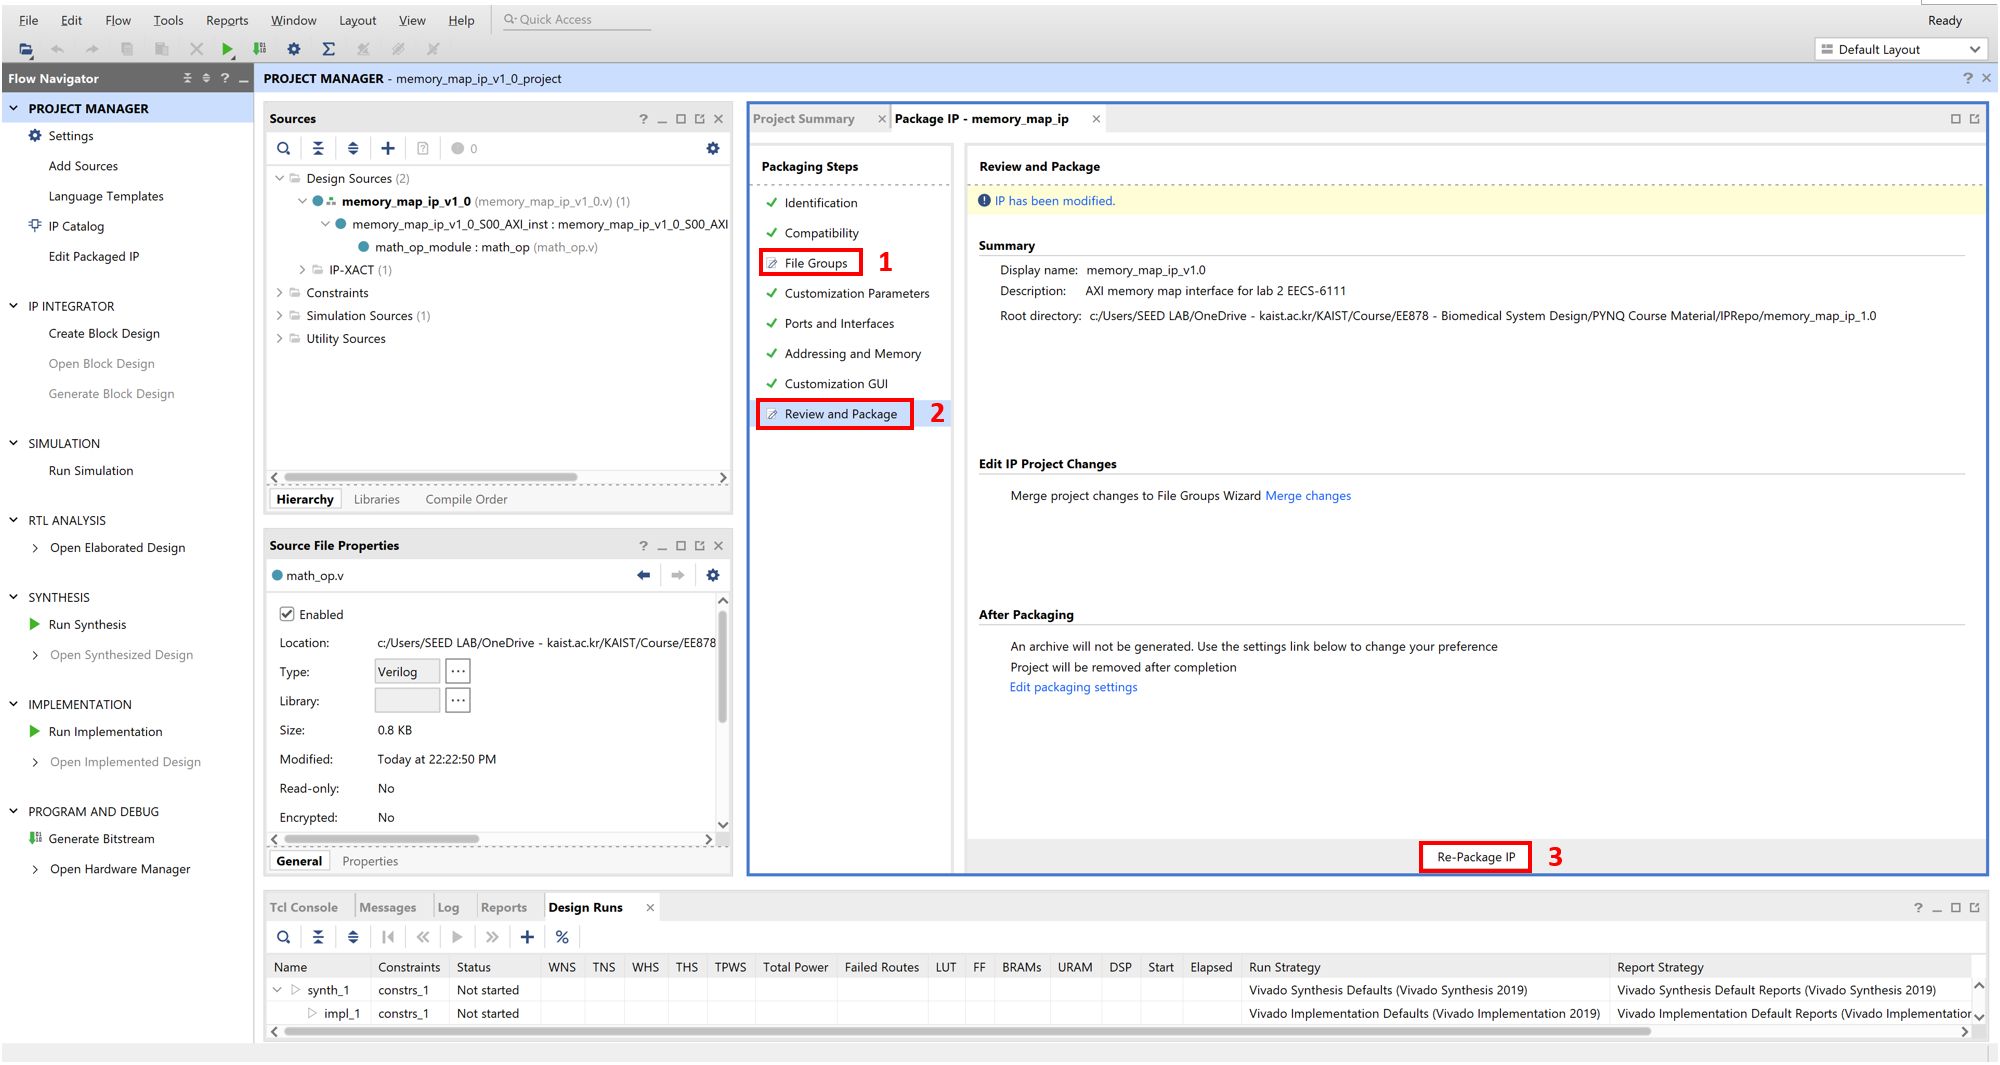 File Edit Flow Tools Reports Window Layout View Help Quick Access Ready
Default Layout
Flow Navigator
PROJECT MANAGER
Settings
Add Sources
Language Templates
IP Catalog
Edit Packaged IP
IP INTEGRATOR
Create Block Design
Open Block Design
Generate Block Design
SIMULATION
Run Simulation
RTL ANALYSIS
Open Elaborated Design
SYNTHESIS
Run Synthesis
Open Synthesized Design
IMPLEMENTATION
Run Implementation
Open Implemented Design
PROGRAM AND DEBUG
Generate Bitstream
Open Hardware Manager
PROJECT MANAGER - memory_map_ip_v1_0_project
Sources
0
Design Sources (2)
memory_map_ip_v1_0 (memory_map_ip_v1_0.v) (1)
memory_map_ip_v1_0_S00_AXI_inst : memory_map_ip_v1_0_S00_AXI
math_op_module : math_op (math_op.v)
IP-XACT (1)
Constraints
Simulation Sources (1)
Utility Sources
Hierarchy Libraries Compile Order
Source File Properties
math_op.v
Enabled
Location: c:/Users/SEED LAB/OneDrive - kaist.ac.kr/KAIST/Course/EE878
Type: Verilog ...
Library: ...
Size: 0.8 KB
Modified: Today at 22:22:50 PM
Read-only: No
Encrypted: No
General Properties
Project Summary Package IP - memory_map_ip
Packaging Steps
Identification
Compatibility
File Groups 1
Customization Parameters
Ports and Interfaces
Addressing and Memory
Customization GUI
Review and Package 2
Review and Package
IP has been modified.
Summary
Display name: memory_map_ip_v1.0
Description: AXI memory map interface for lab 2 EECS-6111
Root directory: c:/Users/SEED LAB/OneDrive - kaist.ac.kr/KAIST/Course/EE878 - Biomedical System Design/PYNQ Course Material/IPRepo/memory_map_ip_1.0
Edit IP Project Changes
Merge project changes to File Groups Wizard Merge changes
After Packaging
An archive will not be generated. Use the settings link below to change your preference
Project will be removed after completion
Edit packaging settings
Re-Package IP 3
Tcl Console Messages Log Reports Design Runs
Name Constraints Status WNS TNS WHS THS TPWS Total Power Failed Routes LUT FF BRAMs URAM DSP Start Elapsed Run Strategy Report Strategy
synth_1 constrs_1 Not started Vivado Synthesis Defaults (Vivado Synthesis 2019) Vivado Synthesis Default Reports (Vivado Synthesis 2019)
impl_1 constrs_1 Not started Vivado Implementation Defaults (Vivado Implementation 2019) Vivado Implementation Default Reports (Vivado Implementation